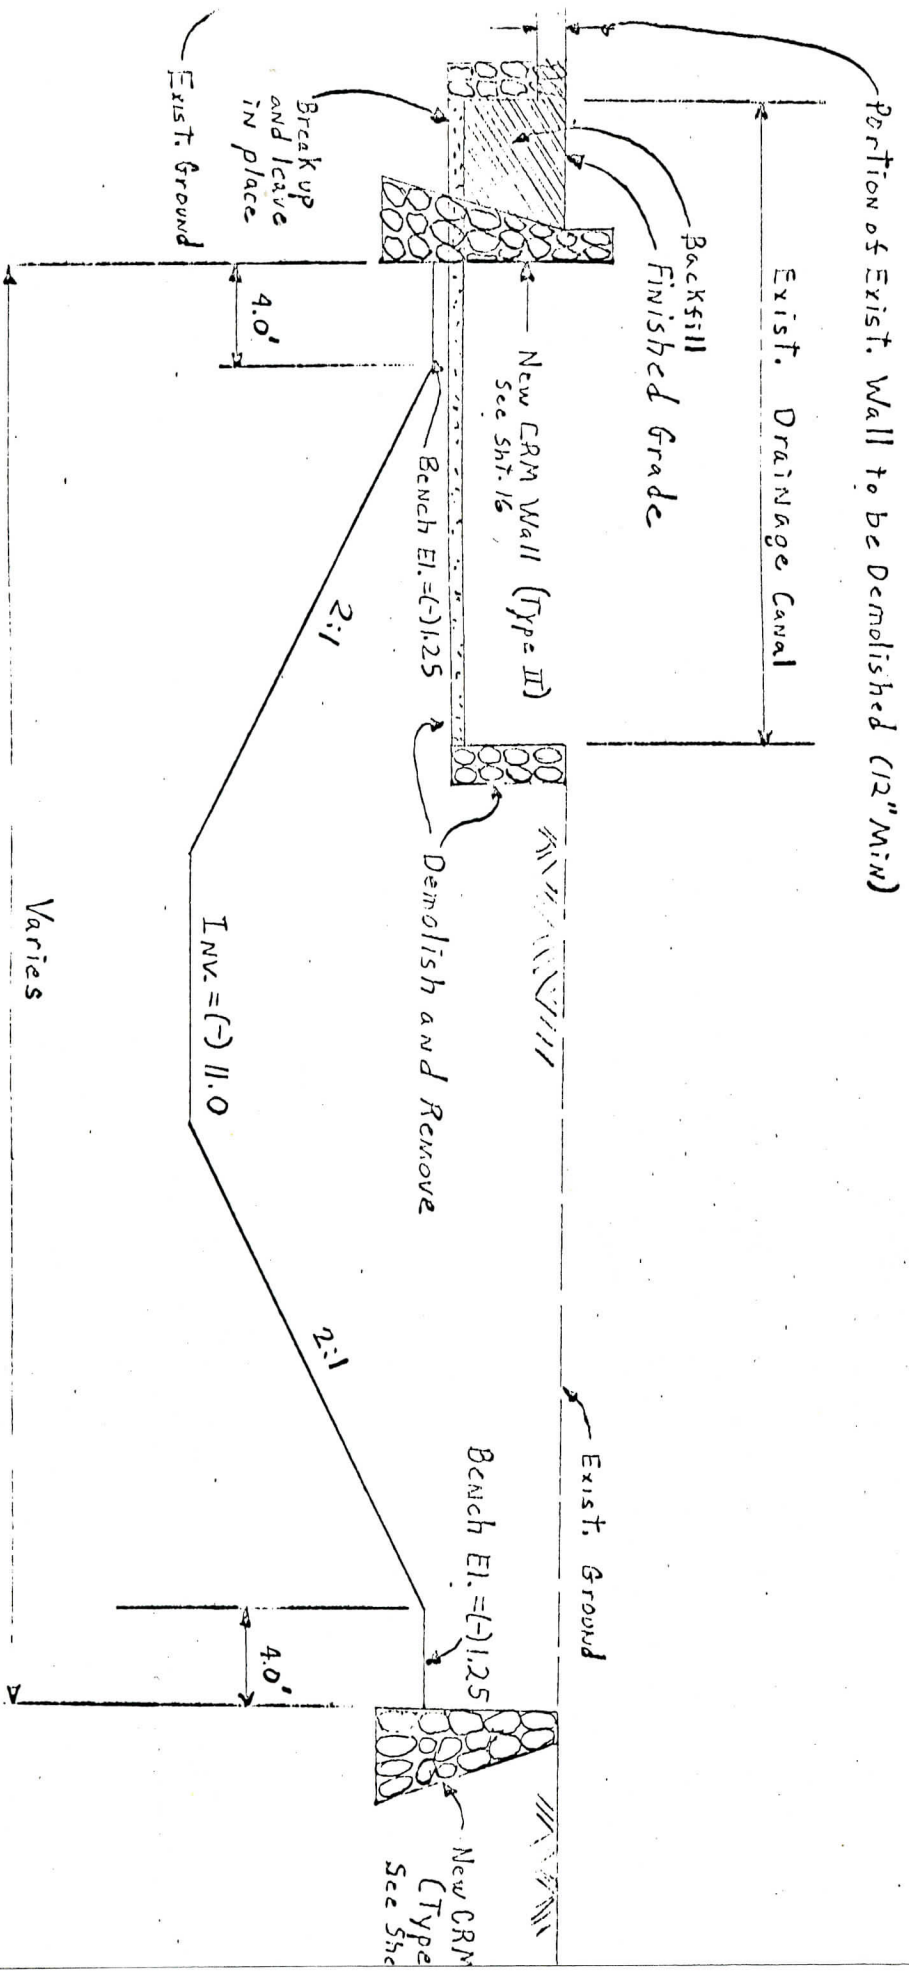 Portion of Exist. Wall to be Demolished (12" Min)
Exist. Drainage Canal
Backfill
Finished Grade
New CRM Wall (Type II)
See Sht. 16
Break up
and leave
in place
Exist. Ground
4.0'
Bench El. = (-) 1.25
2:1
Demolish and Remove
Inv. = (-) 11.0
2:1
Exist. Ground
Bench El. = (-) 1.25
4.0'
New CRM
(Type
See
Varies